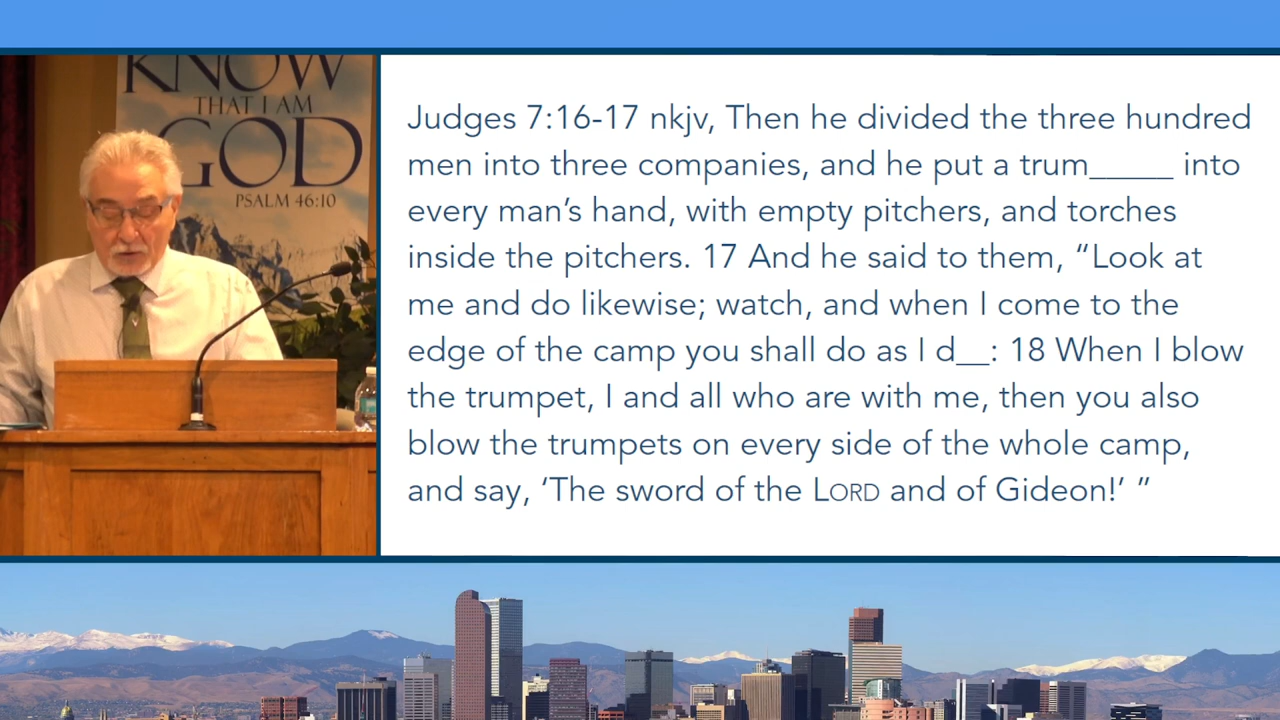 KNOW
THAT I AM
GOD
PSALM 46:10
Judges 7:16-17 nkjv, Then he divided the three hundred
men into three companies, and he put a trum_____ into
every man’s hand, with empty pitchers, and torches
inside the pitchers. 17 And he said to them, “Look at
me and do likewise; watch, and when I come to the
edge of the camp you shall do as I d__: 18 When I blow
the trumpet, I and all who are with me, then you also
blow the trumpets on every side of the whole camp,
and say, ‘The sword of the LORD and of Gideon!’ ”